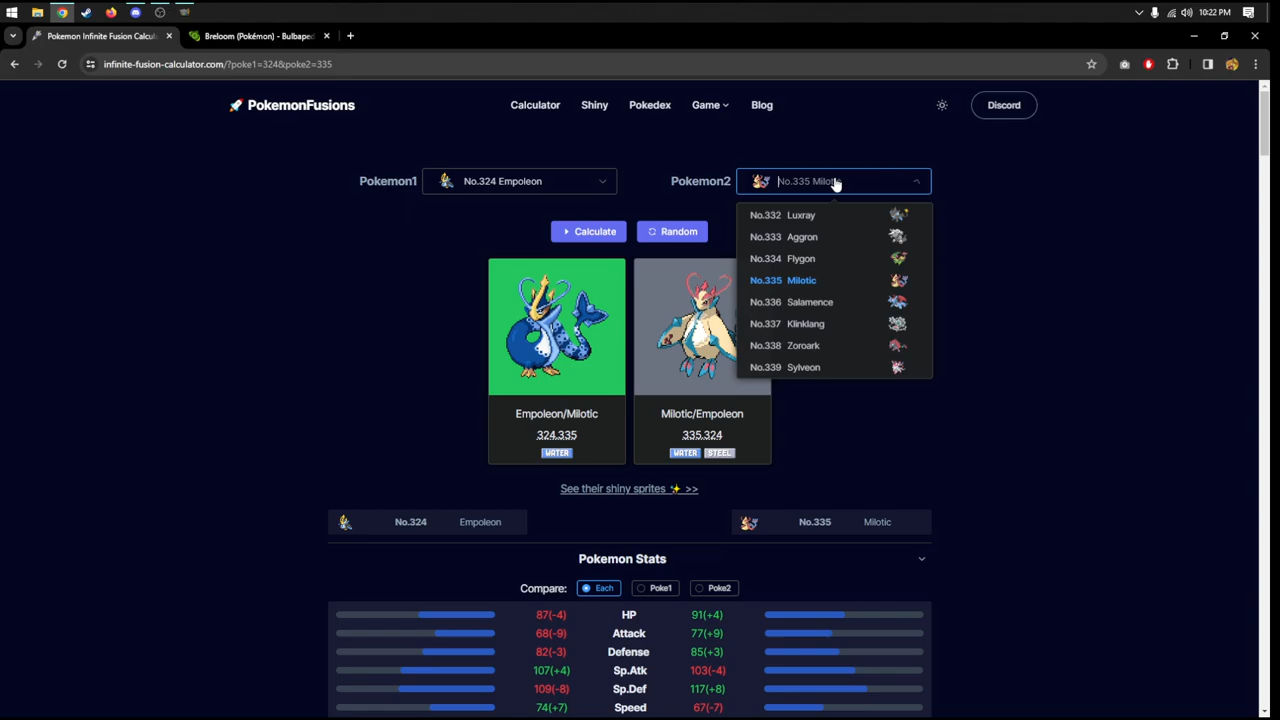 10:22 PM
Pokemon Infinite Fusion Calcula
Breloom (Pokémon) - Bulbaped
infinite-fusion-calculator.com/?poke1=324&poke2=335
PokemonFusions
Calculator Shiny Pokedex Game Blog
Discord
Pokemon1 No.324 Empoleon
Pokemon2 No.335 Milotic
Calculate
Random
No.332 Luxray
No.333 Aggron
No.334 Flygon
No.335 Milotic
No.336 Salamence
No.337 Klinklang
No.338 Zoroark
No.339 Sylveon
Empoleon/Milotic
324.335
WATER
Milotic/Empoleon
335.324
WATER STEEL
See their shiny sprites ✨ >>
No.324 Empoleon
No.335 Milotic
Pokemon Stats
Compare: Each Poke1 Poke2
87(-4) HP 91(+4)
68(-9) Attack 77(+9)
82(-3) Defense 85(+3)
107(+4) Sp.Atk 103(-4)
109(-8) Sp.Def 117(+8)
74(+7) Speed 67(-7)